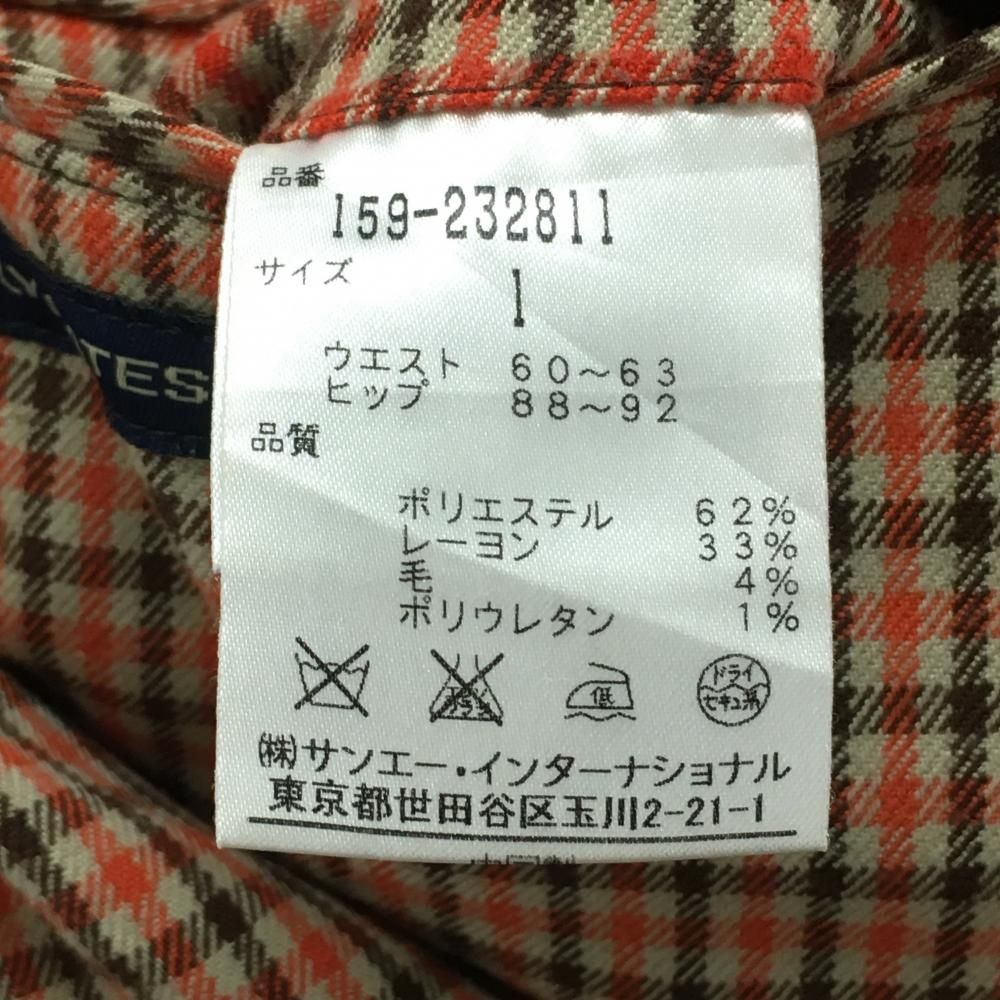 品番
159-232811
サイズ
1
ウエスト 60～63
ヒップ 88～92
品質
ポリエステル 62%
レーヨン 33%
毛 4%
ポリウレタン 1%
低
ドライ
セキユ系
(株)サンエー・インターナショナル
東京都世田谷区玉川2-21-1
TES